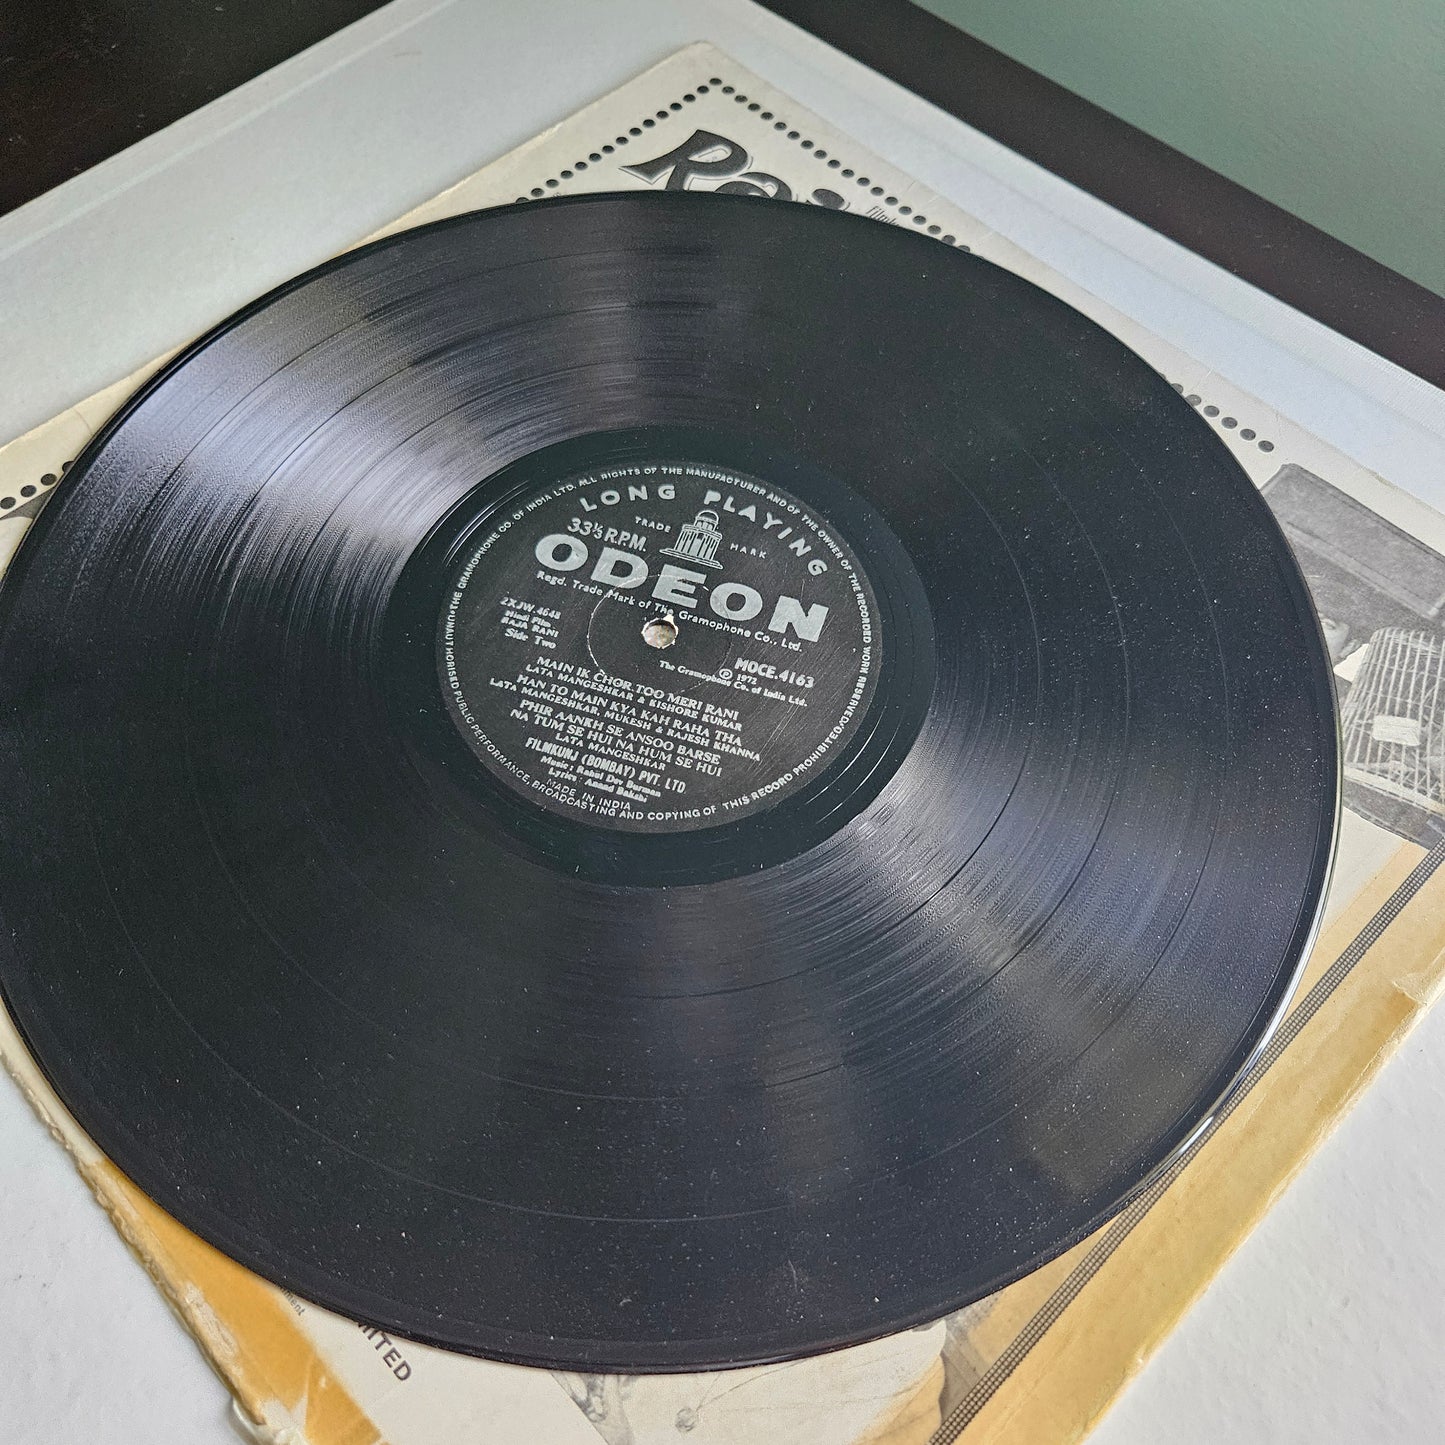 Ra
film
THE GRAMOPHONE CO. OF INDIA LTD. ALL RIGHTS OF THE MANUFACTURER AND OF THE OWNER OF THE RECORDED WORK RESERVED
UNAUTHORISED PUBLIC PERFORMANCE, BROADCASTING AND COPYING OF THIS RECORD PROHIBITED
LONG PLAYING
33⅓ R.P.M.
TRADE MARK
ODEON
Regd. Trade Mark of The Gramophone Co., Ltd.
2XJW.4648
Hindi Film
RAJA RANI
Side Two
MOCE.4163
℗ 1972
The Gramophone Co. of India Ltd.
MAIN IK CHOR TOO MERI RANI
LATA MANGESHKAR & KISHORE KUMAR
HAN TO MAIN KYA KAH RAHA THA
LATA MANGESHKAR, MUKESH & RAJESH KHANNA
PHIR AANKH SE ANSOO BARSE
NA TUM SE HUI NA HUM SE HUI
LATA MANGESHKAR
FILMKUNJ (BOMBAY) PVT. LTD
Music : Rahul Dev Burman
Lyrics : Anand Bakshi
MADE IN INDIA